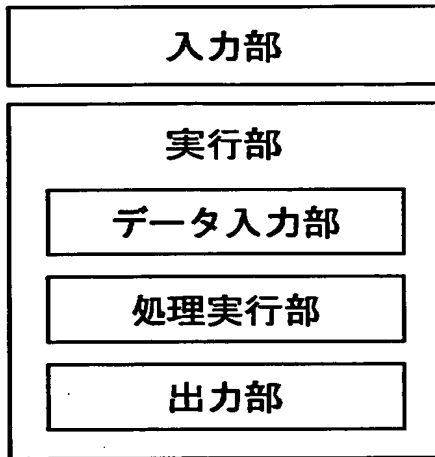 入力部
実行部
データ入力部
処理実行部
出力部